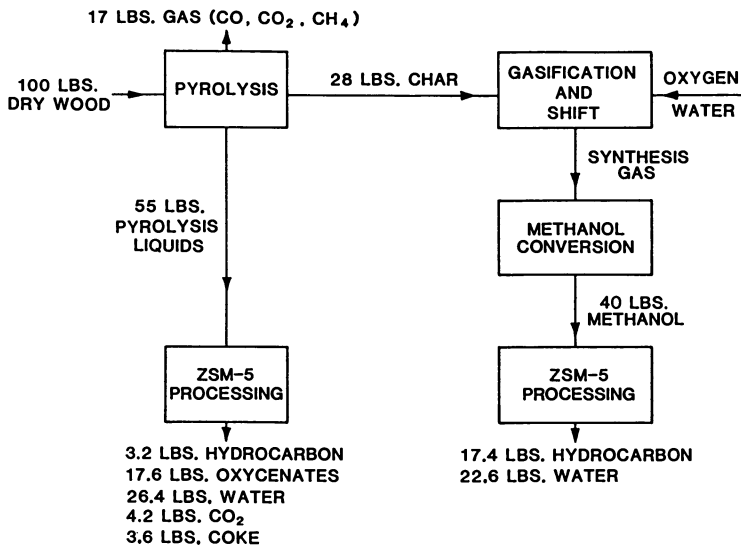 17 LBS. GAS (CO, CO₂, CH₄)
100 LBS.
DRY WOOD
PYROLYSIS
28 LBS. CHAR
GASIFICATION
AND
SHIFT
OXYGEN
WATER
SYNTHESIS
GAS
55 LBS.
PYROLYSIS
LIQUIDS
METHANOL
CONVERSION
40 LBS.
METHANOL
ZSM-5
PROCESSING
ZSM-5
PROCESSING
3.2 LBS. HYDROCARBON
17.6 LBS. OXYCENATES
26.4 LBS. WATER
4.2 LBS. CO₂
3.6 LBS. COKE
17.4 LBS. HYDROCARBON
22.6 LBS. WATER